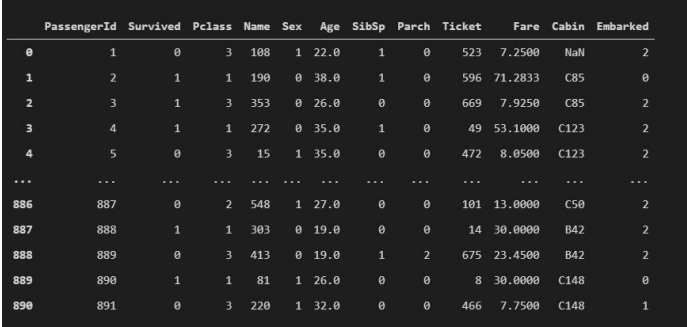 PassengerId Survived Pclass Name Sex Age SibSp Parch Ticket Fare Cabin Embarked
0 1 0 3 108 1 22.0 1 0 523 7.2500 NaN 2
1 2 1 1 190 0 38.0 1 0 596 71.2833 C85 0
2 3 1 3 353 0 26.0 0 0 669 7.9250 C85 2
3 4 1 1 272 0 35.0 1 0 49 53.1000 C123 2
4 5 0 3 15 1 35.0 0 0 472 8.0500 C123 2
... ... ... ... ... ... ... ... ... ... ... ... ...
886 887 0 2 548 1 27.0 0 0 101 13.0000 C50 2
887 888 1 1 303 0 19.0 0 0 14 30.0000 B42 2
888 889 0 3 413 0 19.0 1 2 675 23.4500 B42 2
889 890 1 1 81 1 26.0 0 0 8 30.0000 C148 0
890 891 0 3 220 1 32.0 0 0 466 7.7500 C148 1